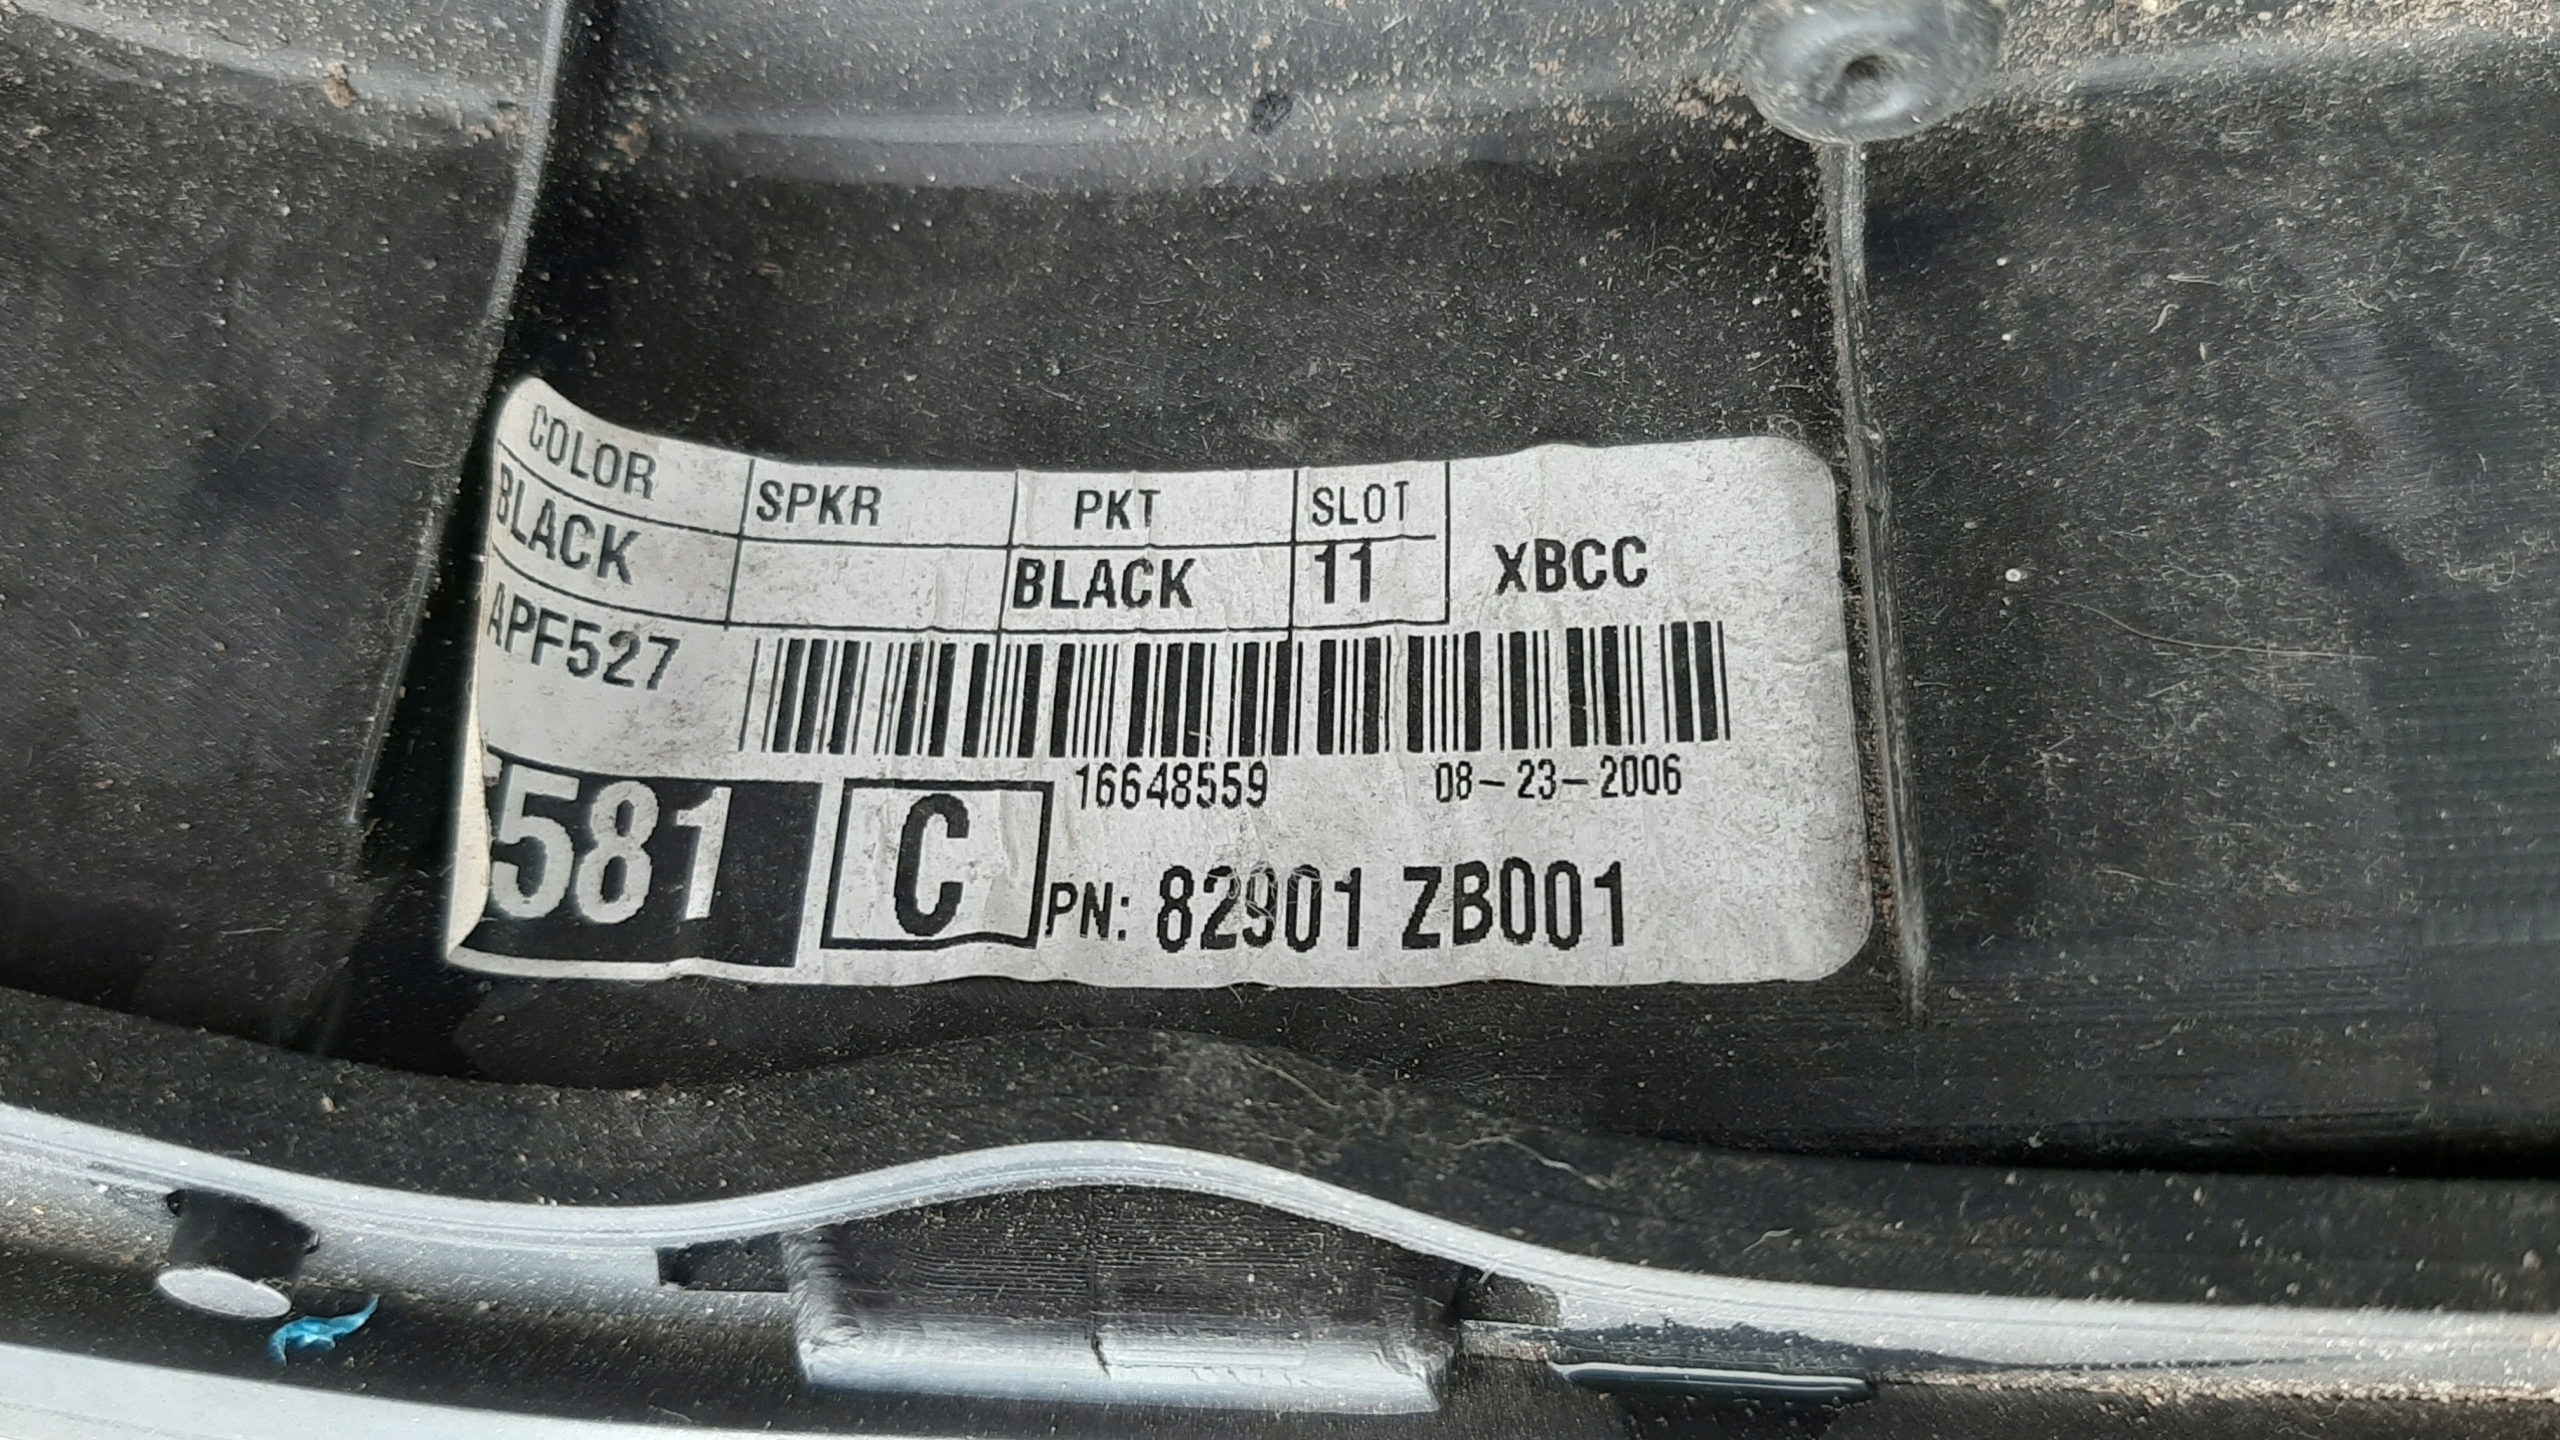 COLOR SPKR PKT SLOT
BLACK BLACK 11 XBCC
APF527
16648559 08-23-2006
581 C PN: 82901 ZB001